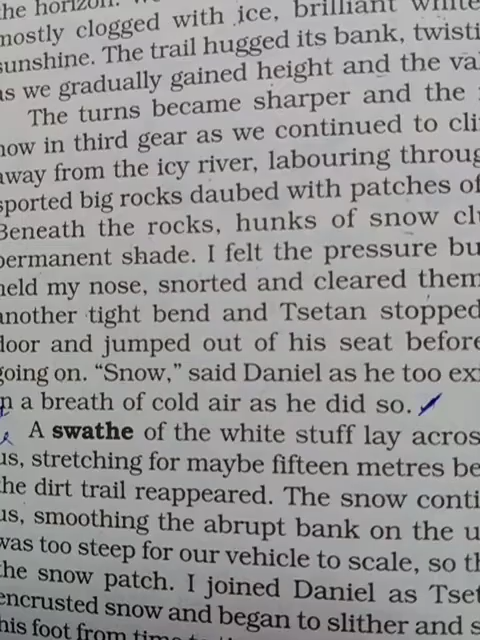 the horizon.
mostly clogged with ice, brilliant white
sunshine. The trail hugged its bank, twisti
as we gradually gained height and the va
The turns became sharper and the
now in third gear as we continued to cli
away from the icy river, labouring throug
sported big rocks daubed with patches of
Beneath the rocks, hunks of snow cl
permanent shade. I felt the pressure bu
held my nose, snorted and cleared them
another tight bend and Tsetan stopped
door and jumped out of his seat before
going on. “Snow,” said Daniel as he too exi
n a breath of cold air as he did so.
A swathe of the white stuff lay acros
us, stretching for maybe fifteen metres be
the dirt trail reappeared. The snow conti
us, smoothing the abrupt bank on the u
was too steep for our vehicle to scale, so th
the snow patch. I joined Daniel as Tset
encrusted snow and began to slither and s
his foot from time to